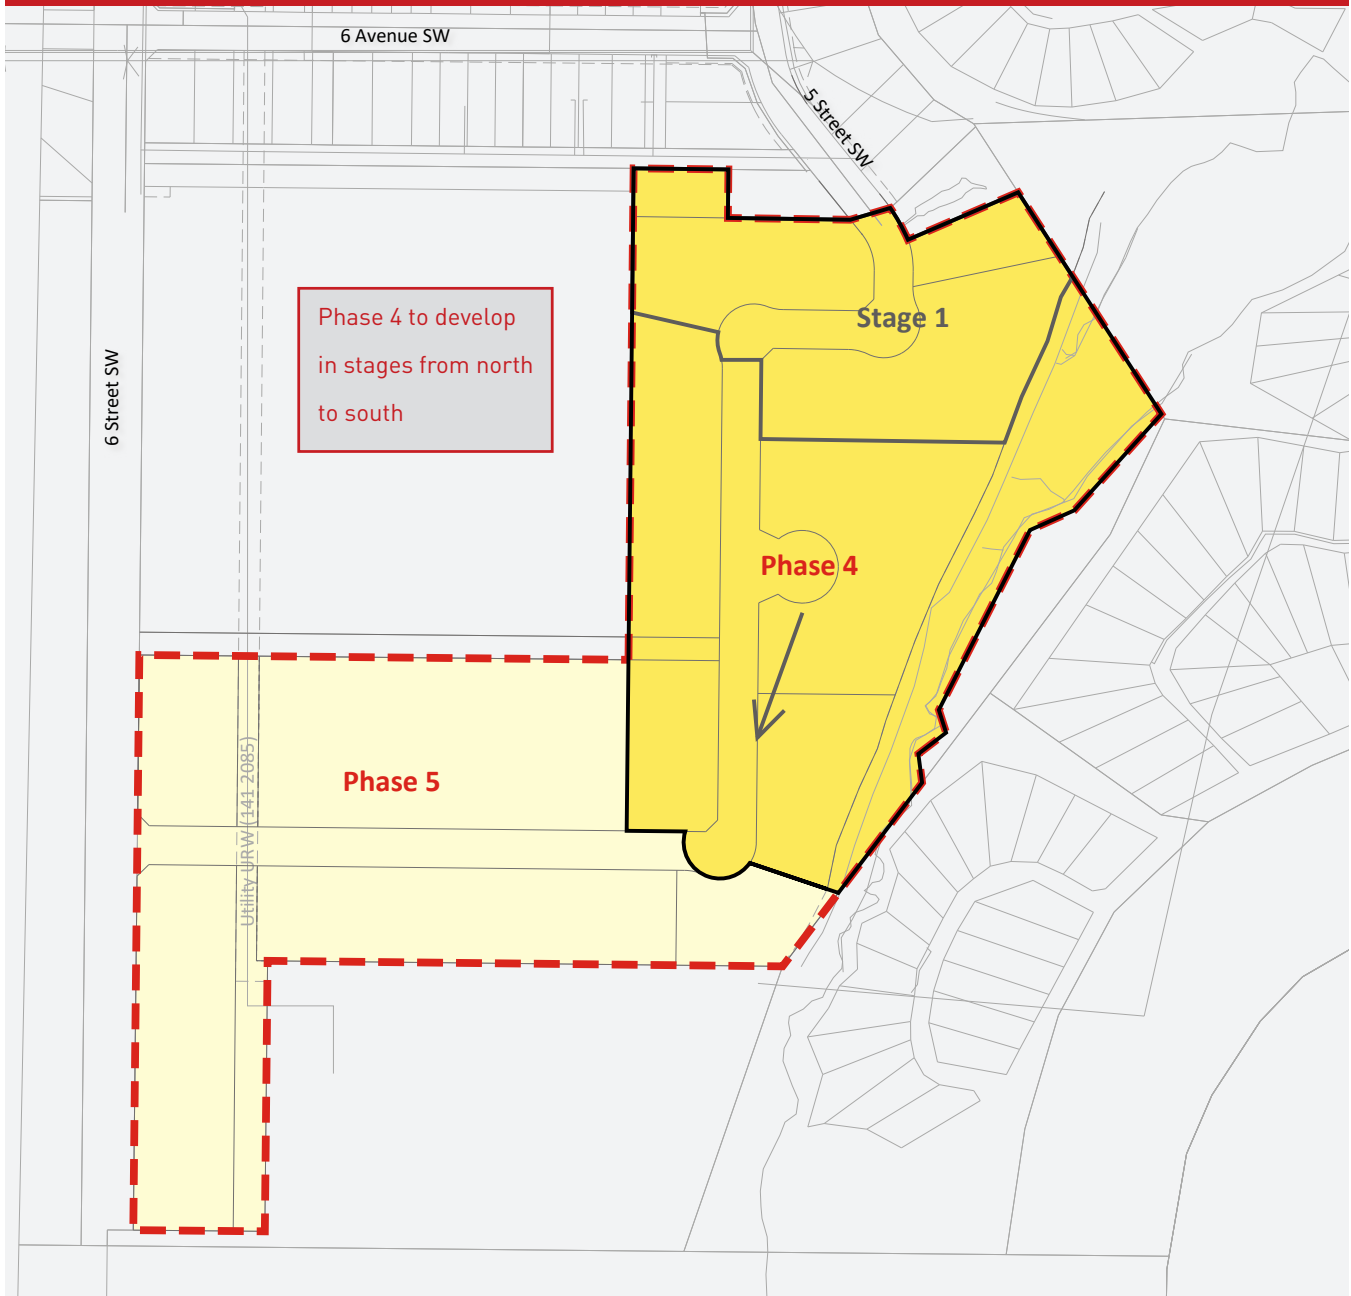 6 Avenue SW
5 Street SW
Phase 4 to develop
in stages from north
to south
Stage 1
6 Street SW
Phase 4
Phase 5
Utility URW (141 2085)